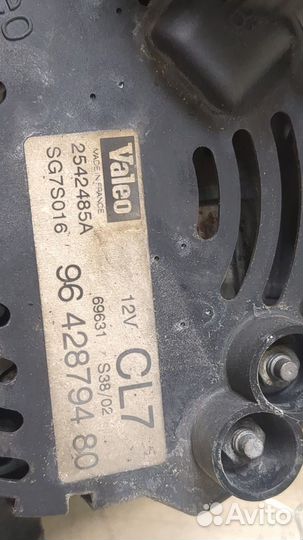 Valeo
MADE IN FRANCE
2542485A
SG7S016
12V CL7
69631 S38/02
96 428794 80
Avito